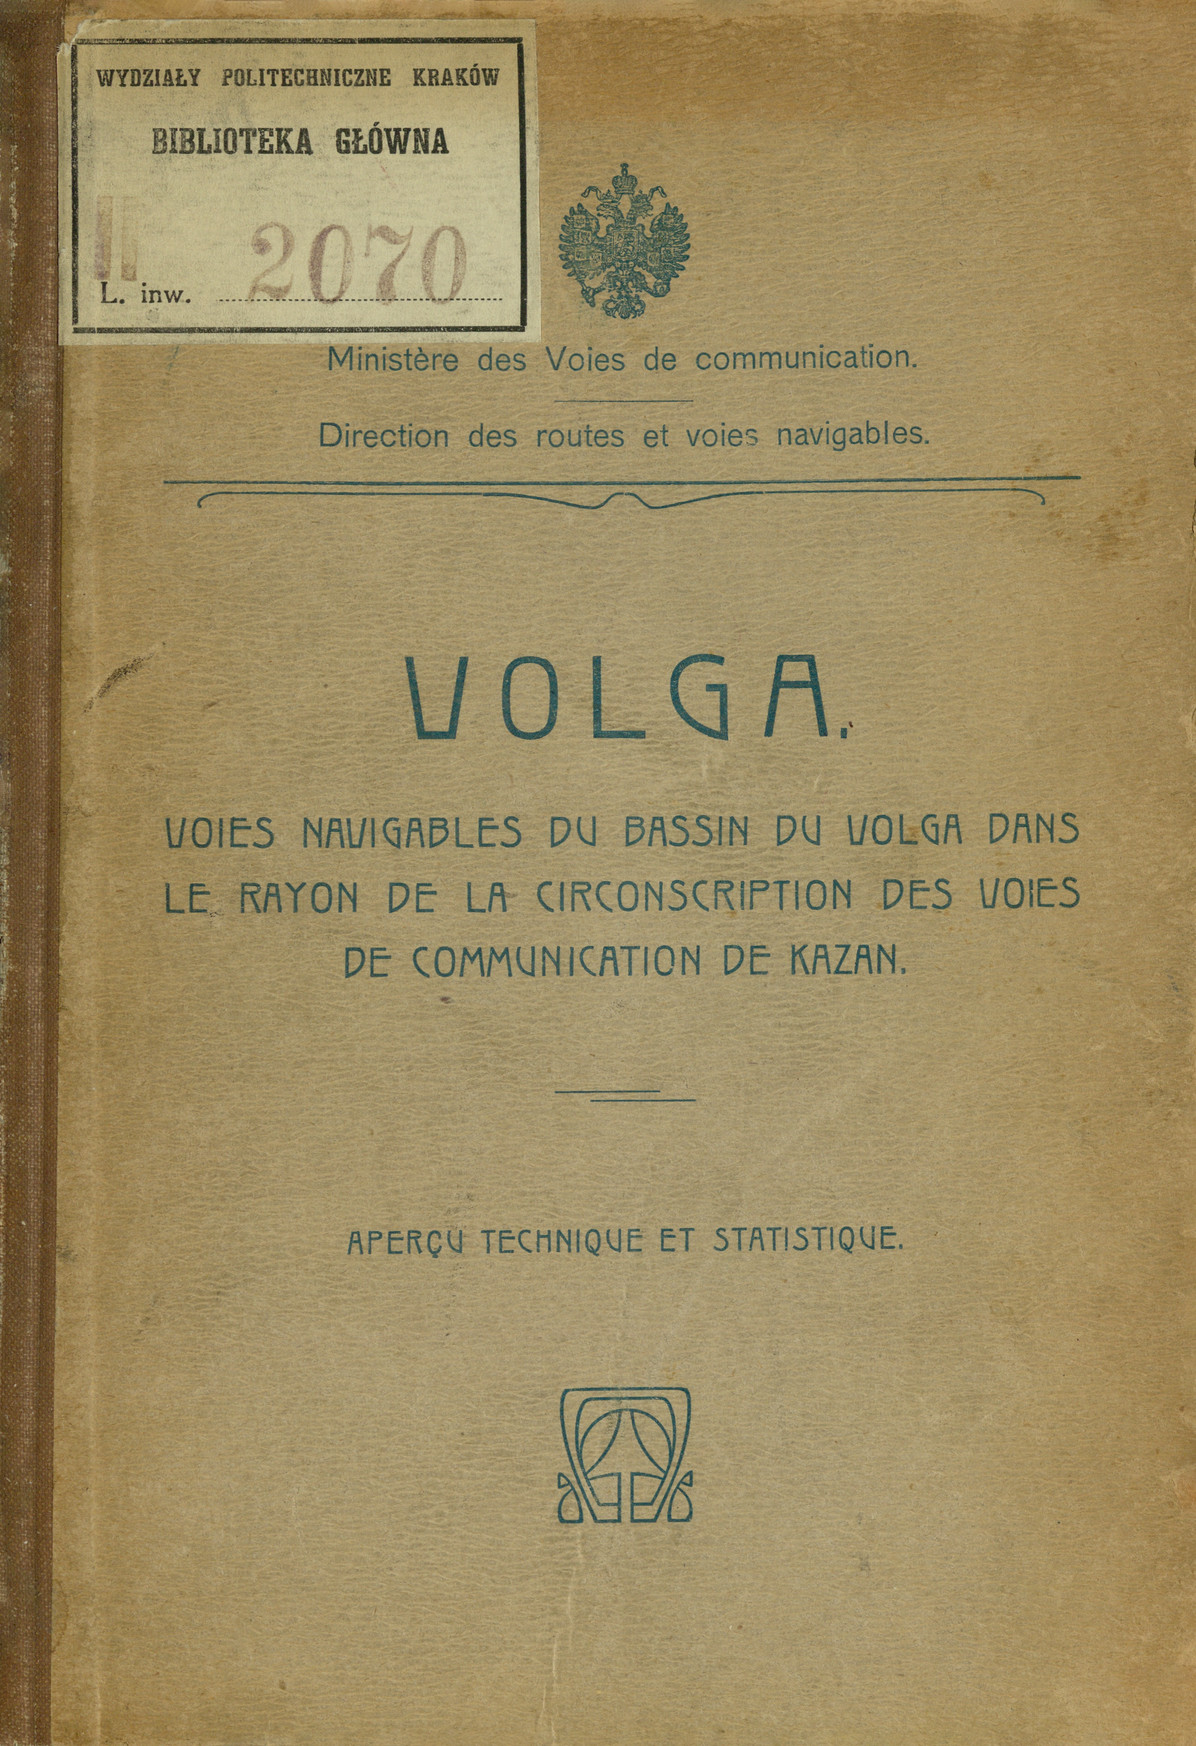 WYDZIAŁY POLITECHNICZNE KRAKÓW
BIBLIOTEKA GŁÓWNA
II
L. inw. 2070
Ministère des Voies de communication.
Direction des routes et voies navigables.
VOLGA.
VOIES NAVIGABLES DU BASSIN DU VOLGA DANS
LE RAYON DE LA CIRCONSCRIPTION DES VOIES
DE COMMUNICATION DE KAZAN.
APERÇU TECHNIQUE ET STATISTIQUE.